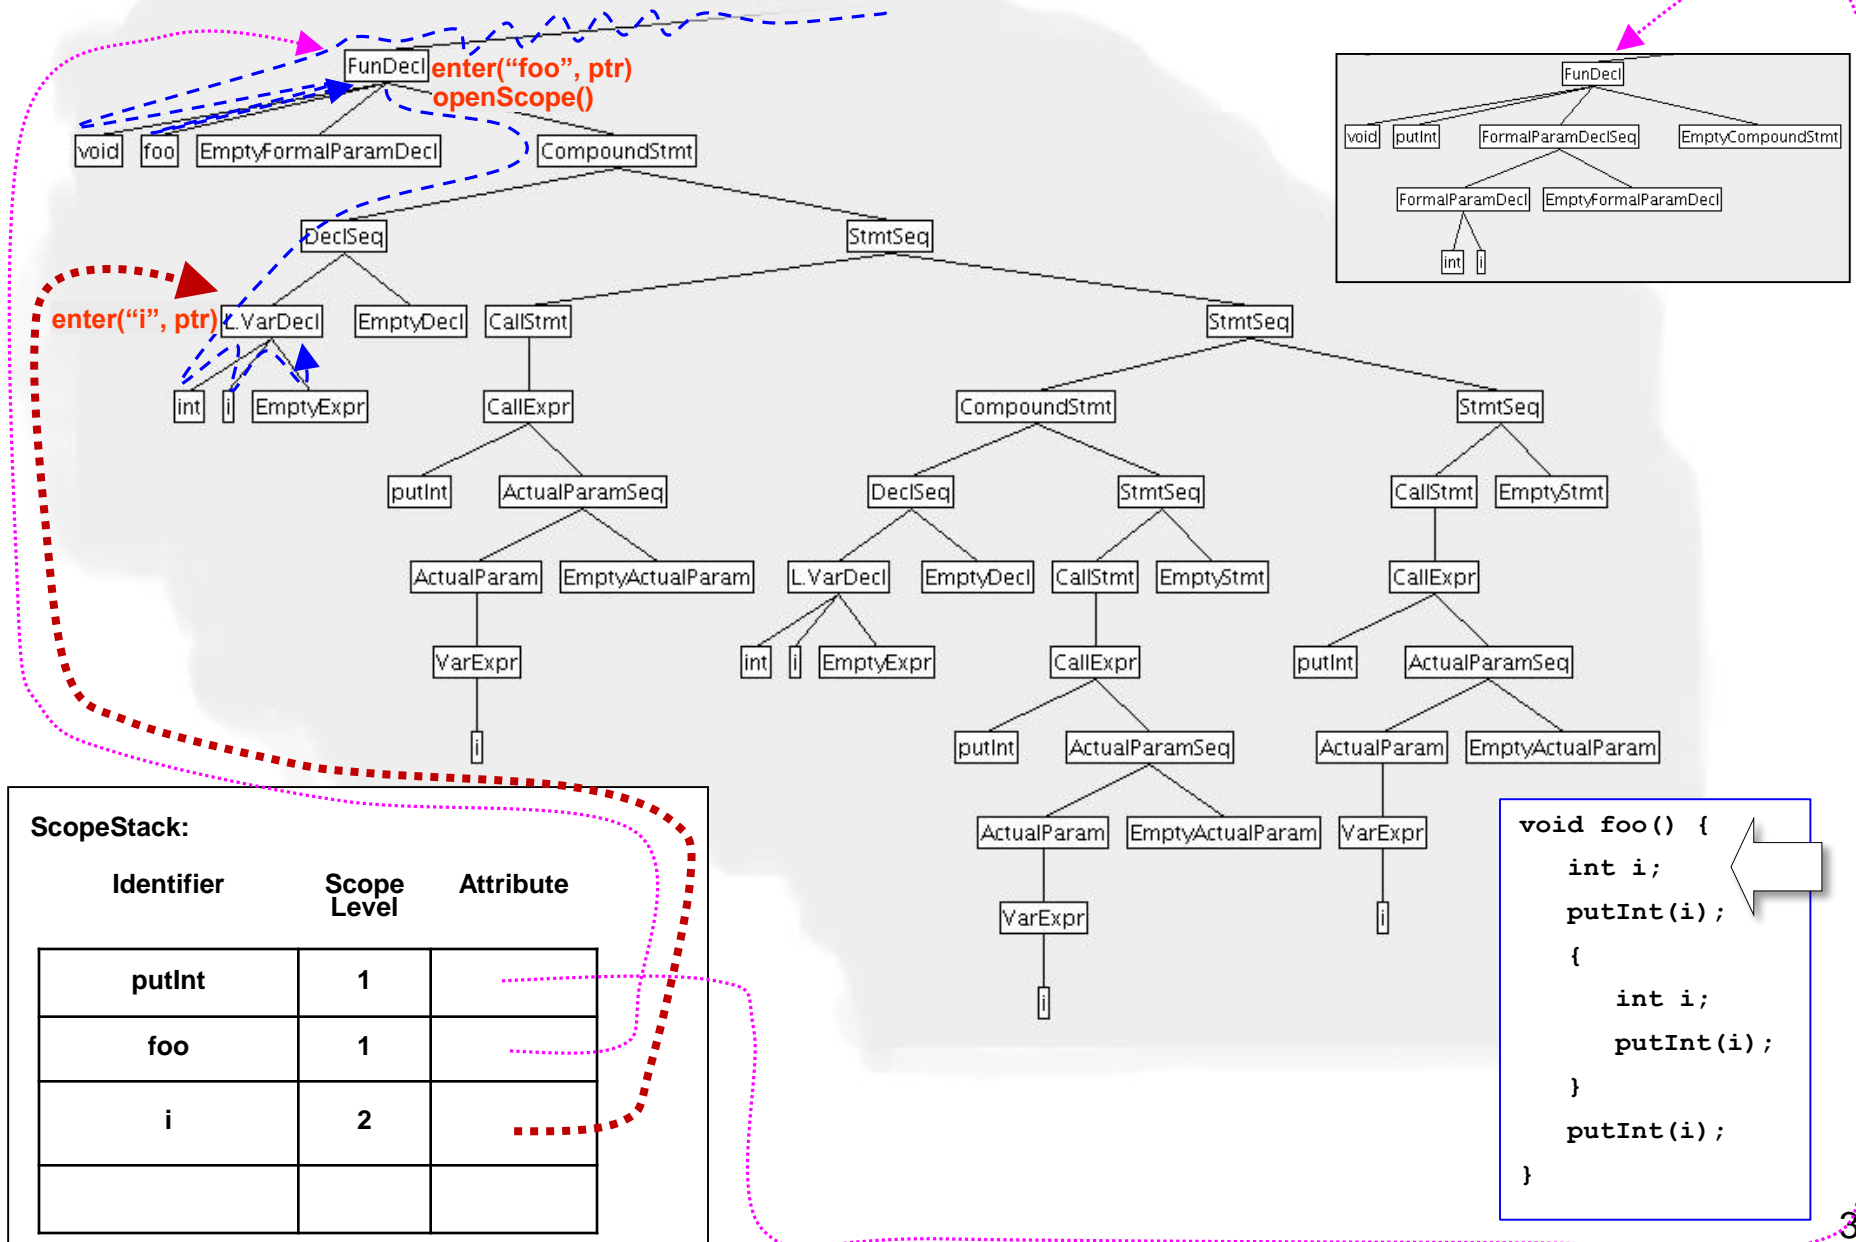 FunDecl
enter(“foo”, ptr)
openScope()
void foo EmptyFormalParamDecl CompoundStmt
DeclSeq StmtSeq
enter(“i”, ptr)
L.VarDecl EmptyDecl CallStmt StmtSeq
int i EmptyExpr CallExpr CompoundStmt StmtSeq
putInt ActualParamSeq DeclSeq StmtSeq CallStmt EmptyStmt
ActualParam EmptyActualParam L.VarDecl EmptyDecl CallStmt EmptyStmt CallExpr
VarExpr int i EmptyExpr CallExpr putInt ActualParamSeq
i putInt ActualParamSeq ActualParam EmptyActualParam
ActualParam EmptyActualParam VarExpr
VarExpr i
i
FunDecl
void putInt FormalParamDeclSeq EmptyCompoundStmt
FormalParamDecl EmptyFormalParamDecl
int i
ScopeStack:
Identifier Scope Level Attribute
putInt 1
foo 1
i 2
void foo() {
int i;
putInt(i);
{
int i;
putInt(i);
}
putInt(i);
}
3